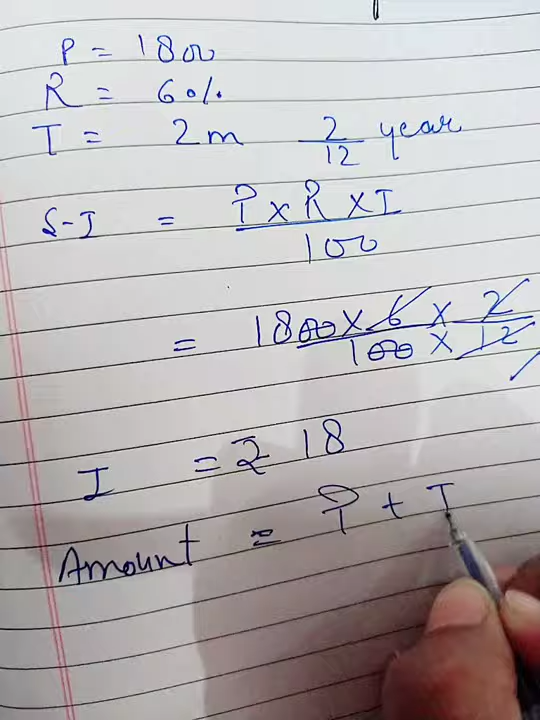 P = 1800
R = 6%
T = 2m 2/12 year
S-I = P x R x T / 100
= 1800 x 6 x 2 / 100 x 12
I = ₹ 18
Amount = P + I